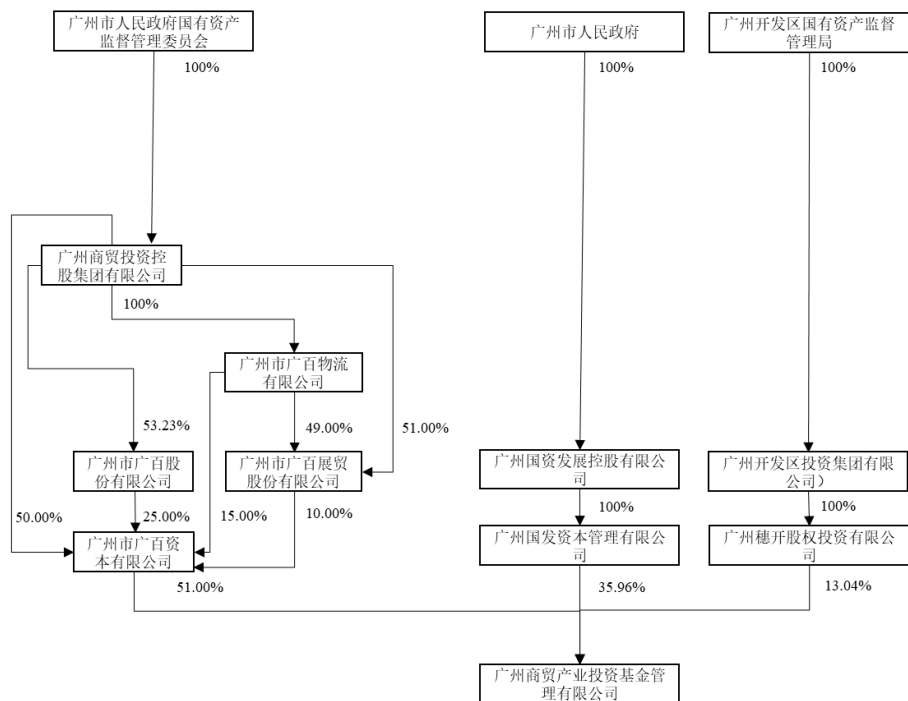 广州市人民政府国有资产
监督管理委员会
广州市人民政府
广州开发区国有资产监督
管理局
100%
100%
100%
广州商贸投资控
股集团有限公司
100%
广州市广百物流
有限公司
53.23%
49.00%
51.00%
广州市广百股
份有限公司
广州市广百展贸
股份有限公司
广州国资发展控股有限公
司
广州开发区投资集团有限
公司）
50.00%
25.00%
15.00%
10.00%
100%
100%
广州市广百资
本有限公司
广州国发资本管理有限公
司
广州穗开股权投资有限公
司
51.00%
35.96%
13.04%
广州商贸产业投资基金管
理有限公司